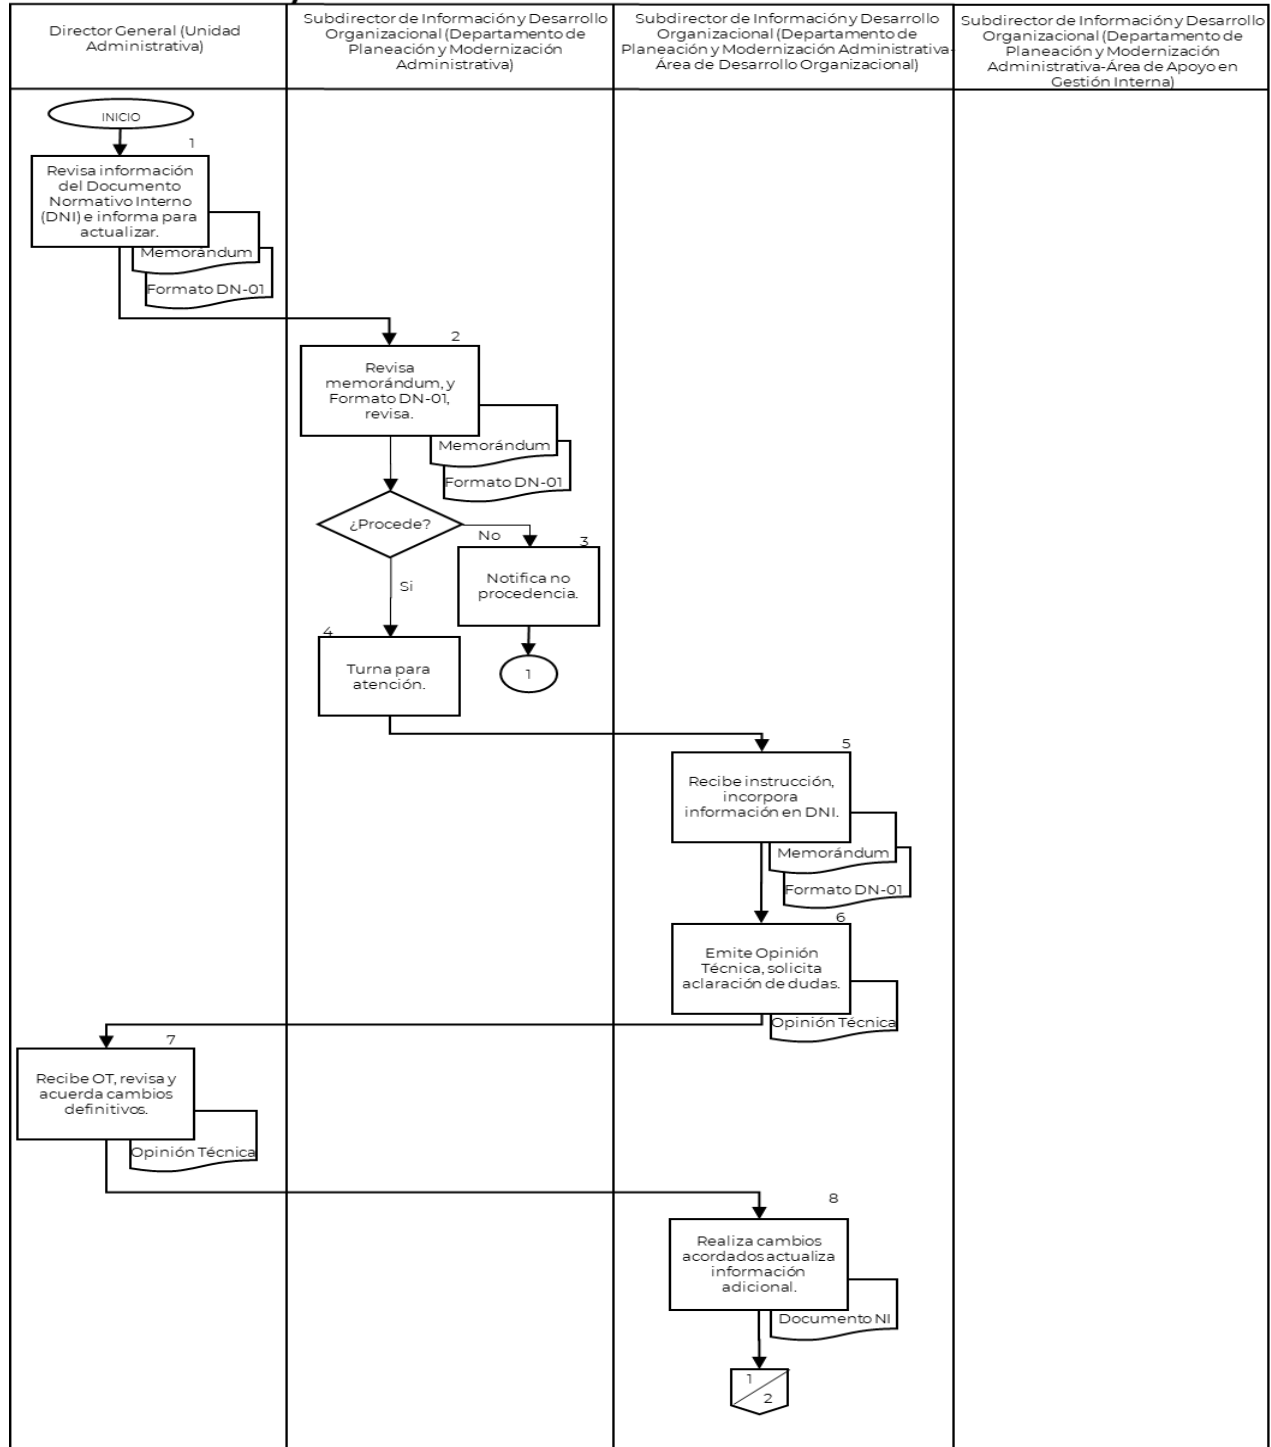 Director General (Unidad
Administrativa)
Subdirector de Información y Desarrollo
Organizacional (Departamento de
Planeación y Modernización
Administrativa)
Subdirector de Información y Desarrollo
Organizacional (Departamento de
Planeación y Modernización Administrativa-
Área de Desarrollo Organizacional)
Subdirector de Información y Desarrollo
Organizacional (Departamento de
Planeación y Modernización
Administrativa-Área de Apoyo en
Gestión Interna)
INICIO
1
Revisa información
del Documento
Normativo Interno
(DNI) e informa para
actualizar.
Memorándum
Formato DN-01
2
Revisa
memorándum, y
Formato DN-01,
revisa.
Memorándum
Formato DN-01
¿Procede?
No
3
Notifica no
procedencia.
1
Si
4
Turna para
atención.
5
Recibe instrucción,
incorpora
información en DNI.
Memorándum
Formato DN-01
6
Emite Opinión
Técnica, solicita
aclaración de dudas.
Opinión Técnica
7
Recibe OT, revisa y
acuerda cambios
definitivos.
Opinión Técnica
8
Realiza cambios
acordados actualiza
información
adicional.
Documento NI
1
2